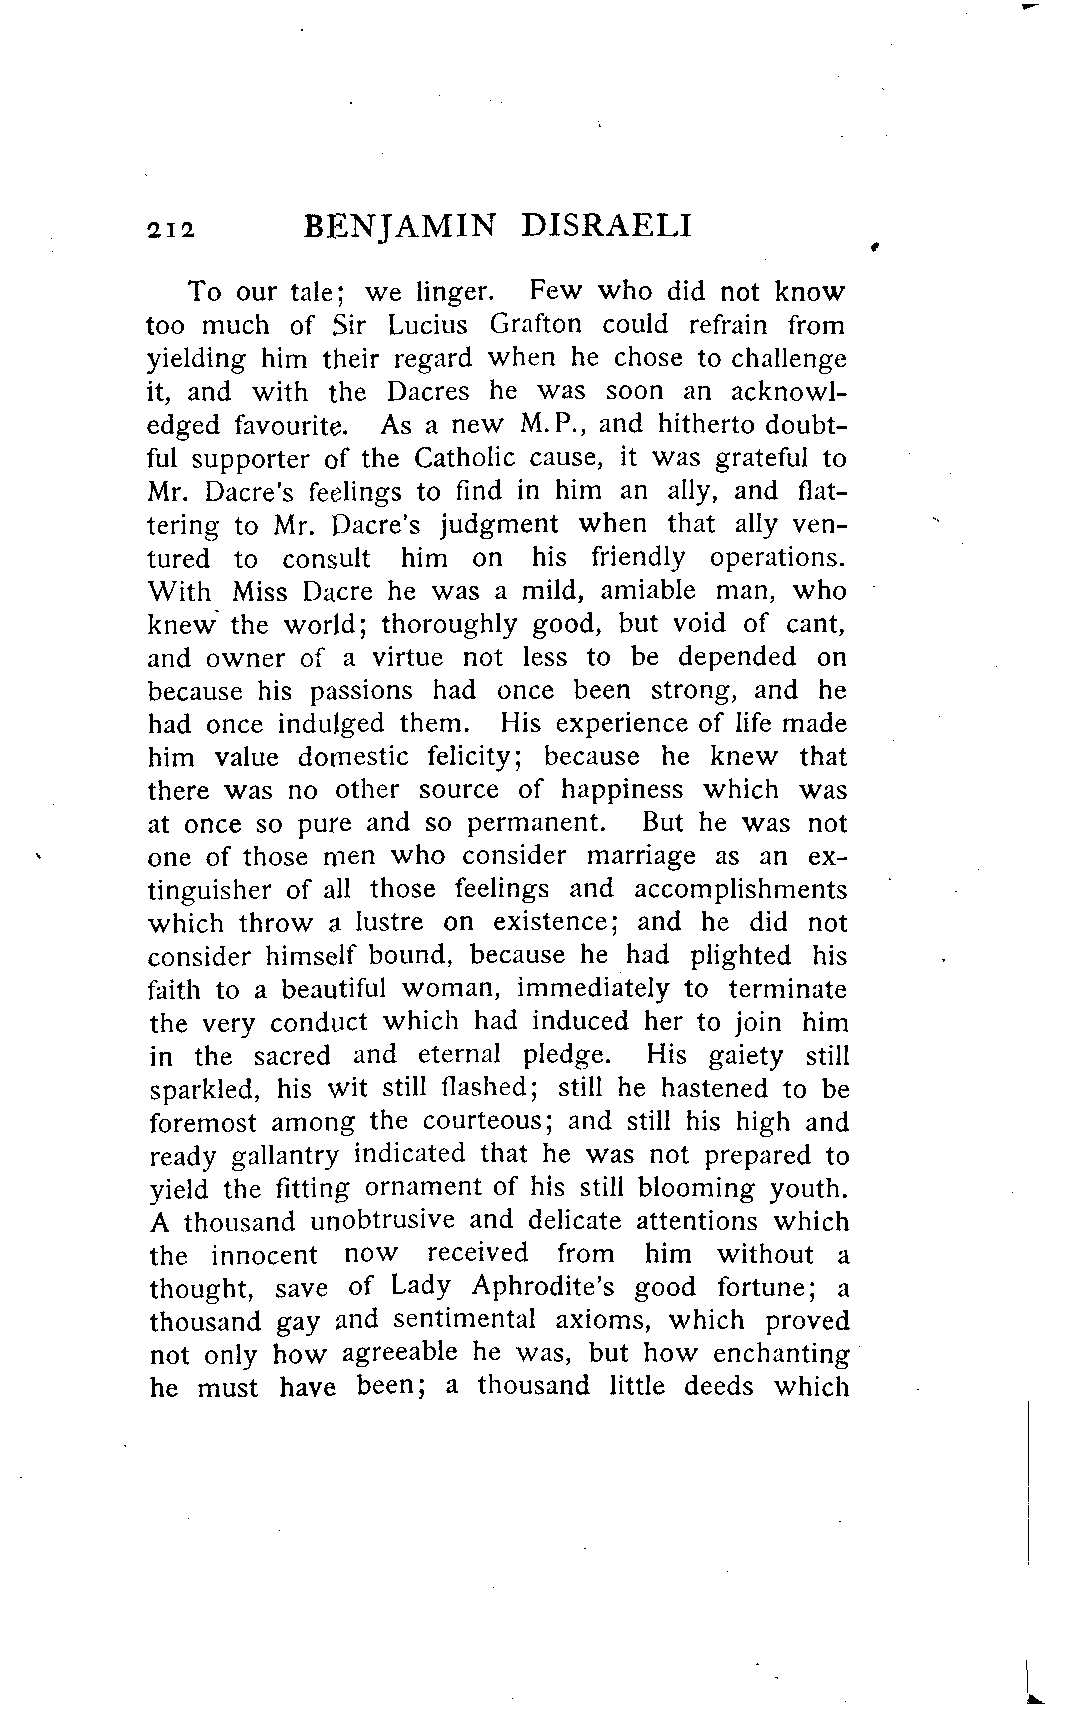 212 BENJAMIN DISRAELI
To our tale; we linger. Few who did not know
too much of Sir Lucius Grafton could refrain from
yielding him their regard when he chose to challenge
it, and with the Dacres he was soon an acknowl-
edged favourite. As a new M.P., and hitherto doubt-
ful supporter of the Catholic cause, it was grateful to
Mr. Dacre's feelings to find in him an ally, and flat-
tering to Mr. Dacre's judgment when that ally ven-
tured to consult him on his friendly operations.
With Miss Dacre he was a mild, amiable man, who
knew the world; thoroughly good, but void of cant,
and owner of a virtue not less to be depended on
because his passions had once been strong, and he
had once indulged them. His experience of life made
him value domestic felicity; because he knew that
there was no other source of happiness which was
at once so pure and so permanent. But he was not
one of those men who consider marriage as an ex-
tinguisher of all those feelings and accomplishments
which throw a lustre on existence; and he did not
consider himself bound, because he had plighted his
faith to a beautiful woman, immediately to terminate
the very conduct which had induced her to join him
in the sacred and eternal pledge. His gaiety still
sparkled, his wit still flashed; still he hastened to be
foremost among the courteous; and still his high and
ready gallantry indicated that he was not prepared to
yield the fitting ornament of his still blooming youth.
A thousand unobtrusive and delicate attentions which
the innocent now received from him without a
thought, save of Lady Aphrodite's good fortune; a
thousand gay and sentimental axioms, which proved
not only how agreeable he was, but how enchanting
he must have been; a thousand little deeds which